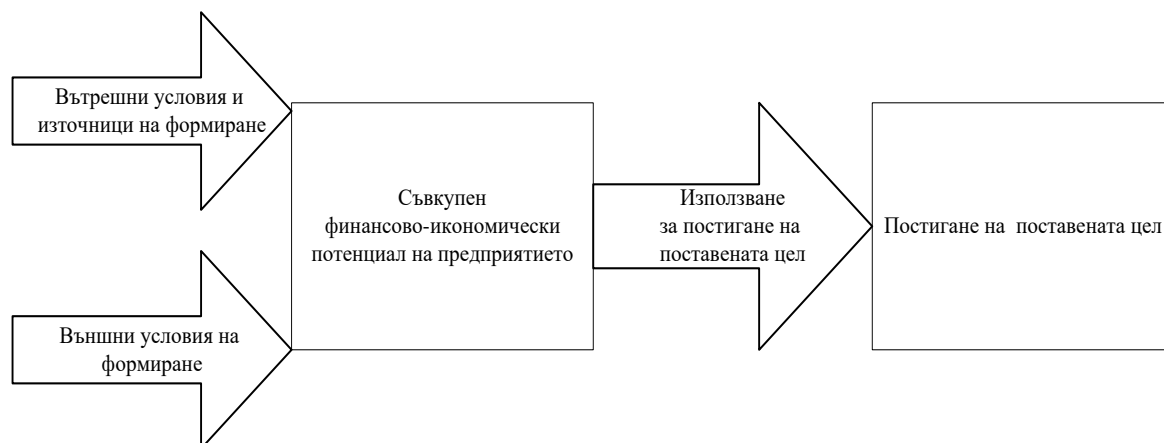 Вътрешни условия и
източници на формиране
Съвкупен
финансово-икономически
потенциал на предприятието
Използване
за постигане на
поставената цел
Постигане на поставената цел
Външни условия на
формиране